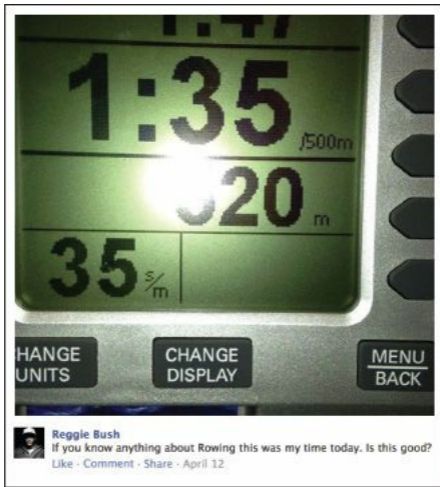 1:35 /500m
m
35 s/m
HANGE
UNITS
CHANGE
DISPLAY
MENU
BACK
Reggie Bush
If you know anything about Rowing this was my time today. Is this good?
Like · Comment · Share · April 12